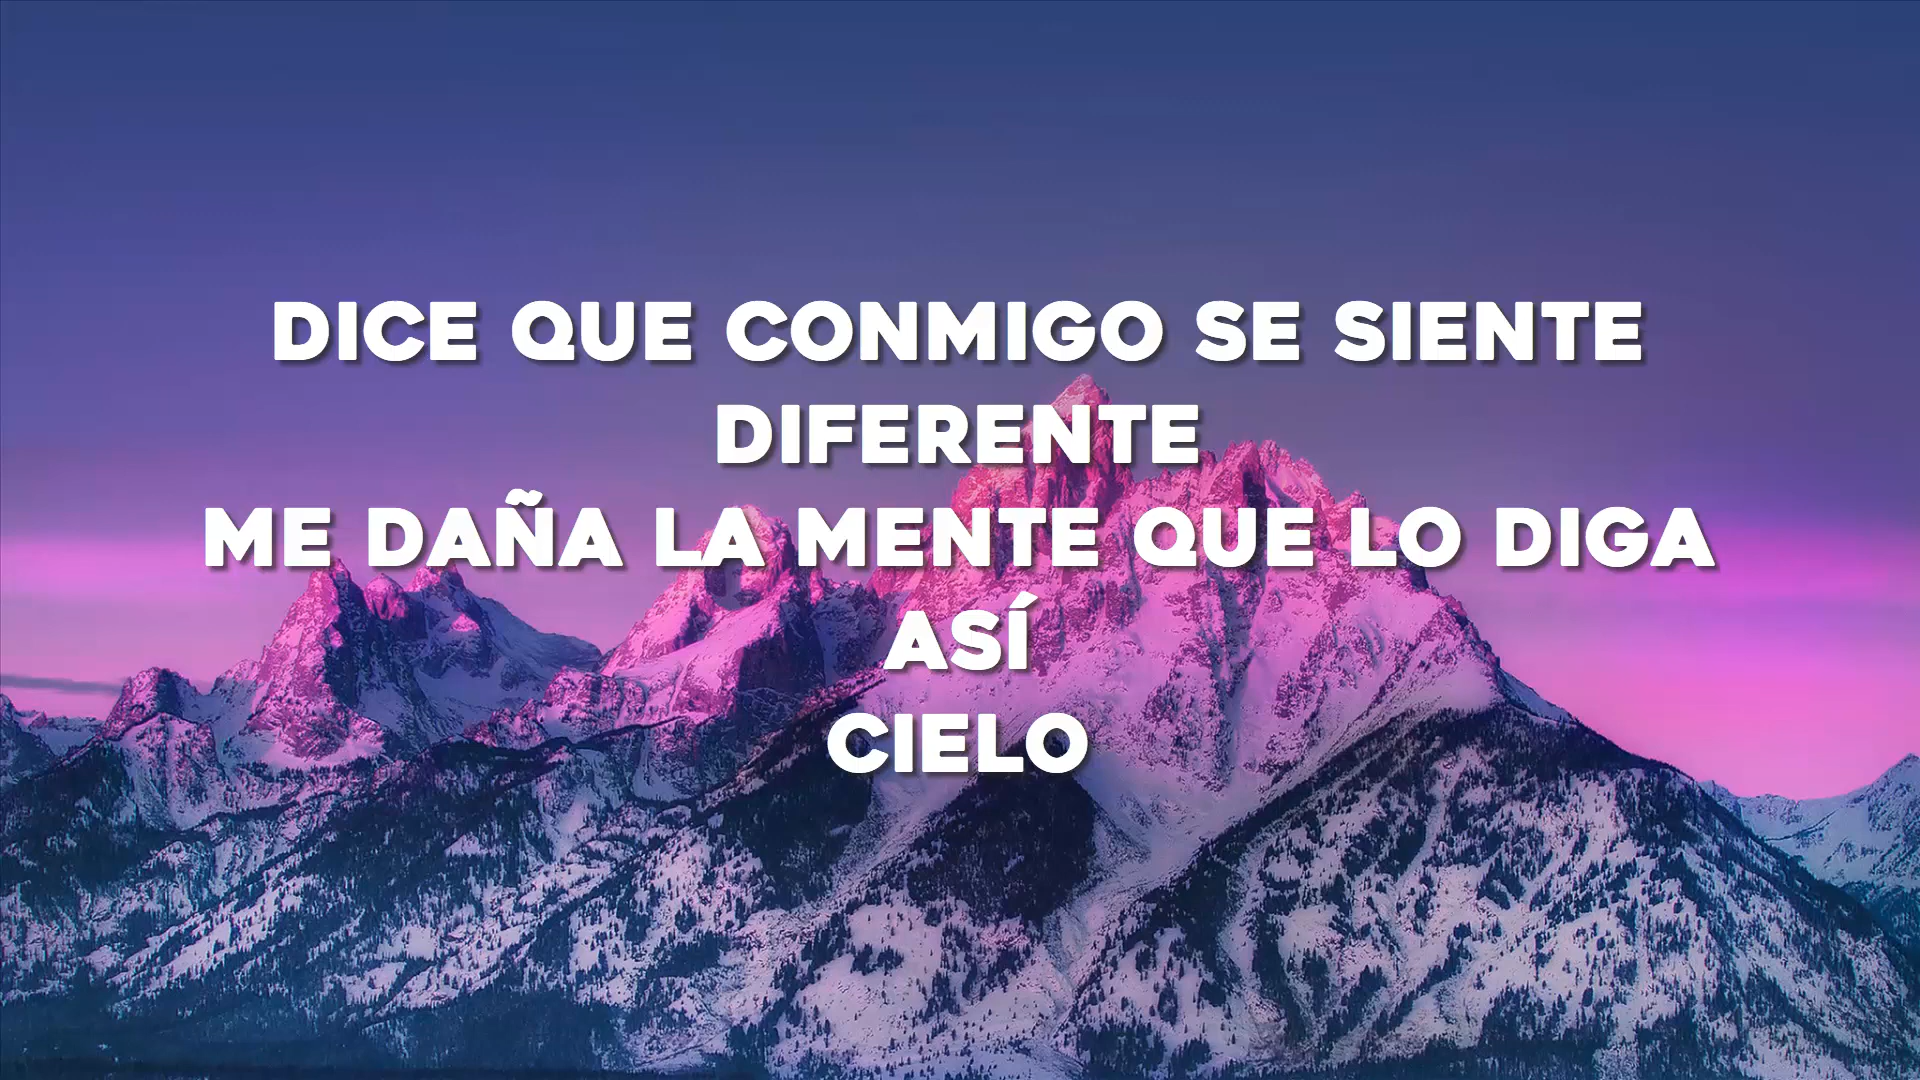 DICE QUE CONMIGO SE SIENTE
DIFERENTE
ME DAÑA LA MENTE QUE LO DIGA
ASÍ
CIELO